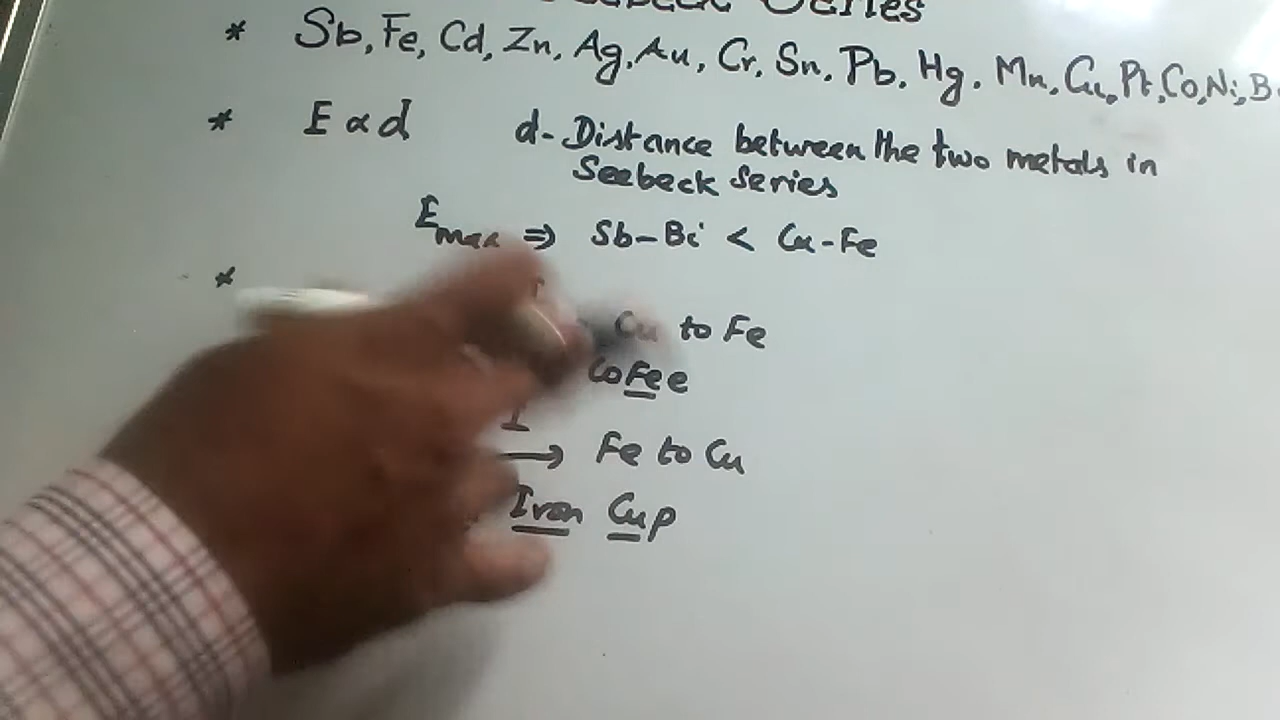 Series
* Sb, Fe, Cd, Zn, Ag, Au, Cr, Sn, Pb, Hg, Mn, Cu, Pt, Co, Ni, B
* E ∝ d d - Distance between the two metals in
Seebeck Series
Emax ⇒ Sb-Bi < Cu-Fe
*
Cu to Fe
CoFee
I
→ Fe to Cu
Iron Cup